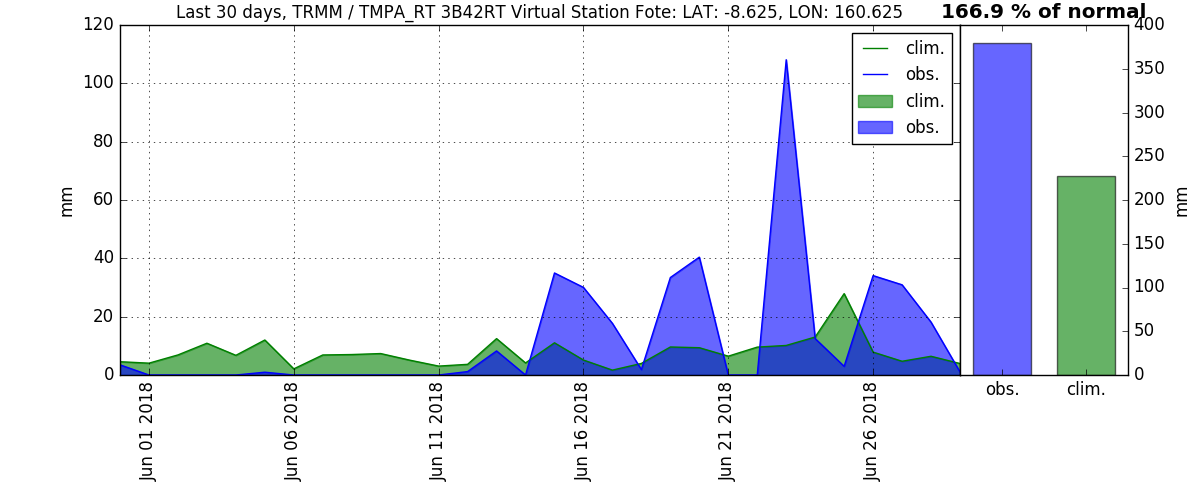 Last 30 days, TRMM / TMPA_RT 3B42RT Virtual Station Fote: LAT: -8.625, LON: 160.625
166.9 % of normal
120
100
80
60
40
20
0
mm
clim.
obs.
clim.
obs.
400
350
300
250
200
150
100
50
0
mm
Jun 01 2018
Jun 06 2018
Jun 11 2018
Jun 16 2018
Jun 21 2018
Jun 26 2018
obs.
clim.